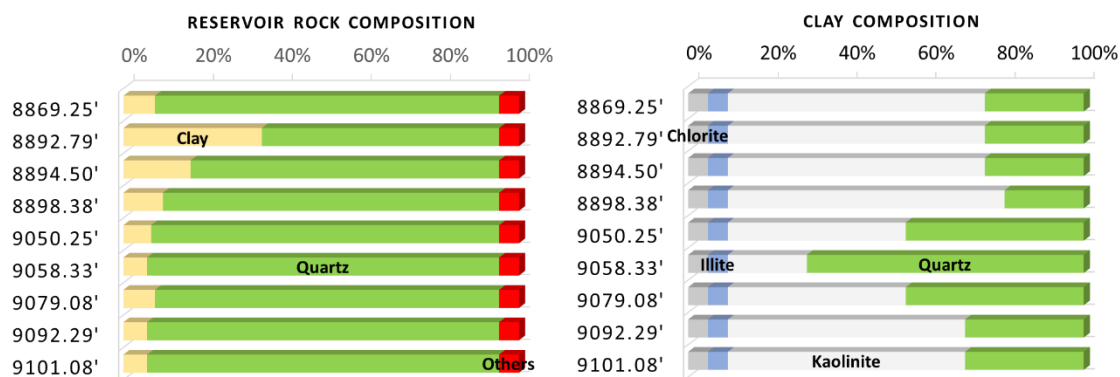 RESERVOIR ROCK COMPOSITION
0% 20% 40% 60% 80% 100%
8869.25'
8892.79' Clay
8894.50'
8898.38'
9050.25'
9058.33' Quartz
9079.08'
9092.29'
9101.08' Others
CLAY COMPOSITION
0% 20% 40% 60% 80% 100%
8869.25'
8892.79' Chlorite
8894.50'
8898.38'
9050.25'
9058.33' Illite Quartz
9079.08'
9092.29'
9101.08' Kaolinite